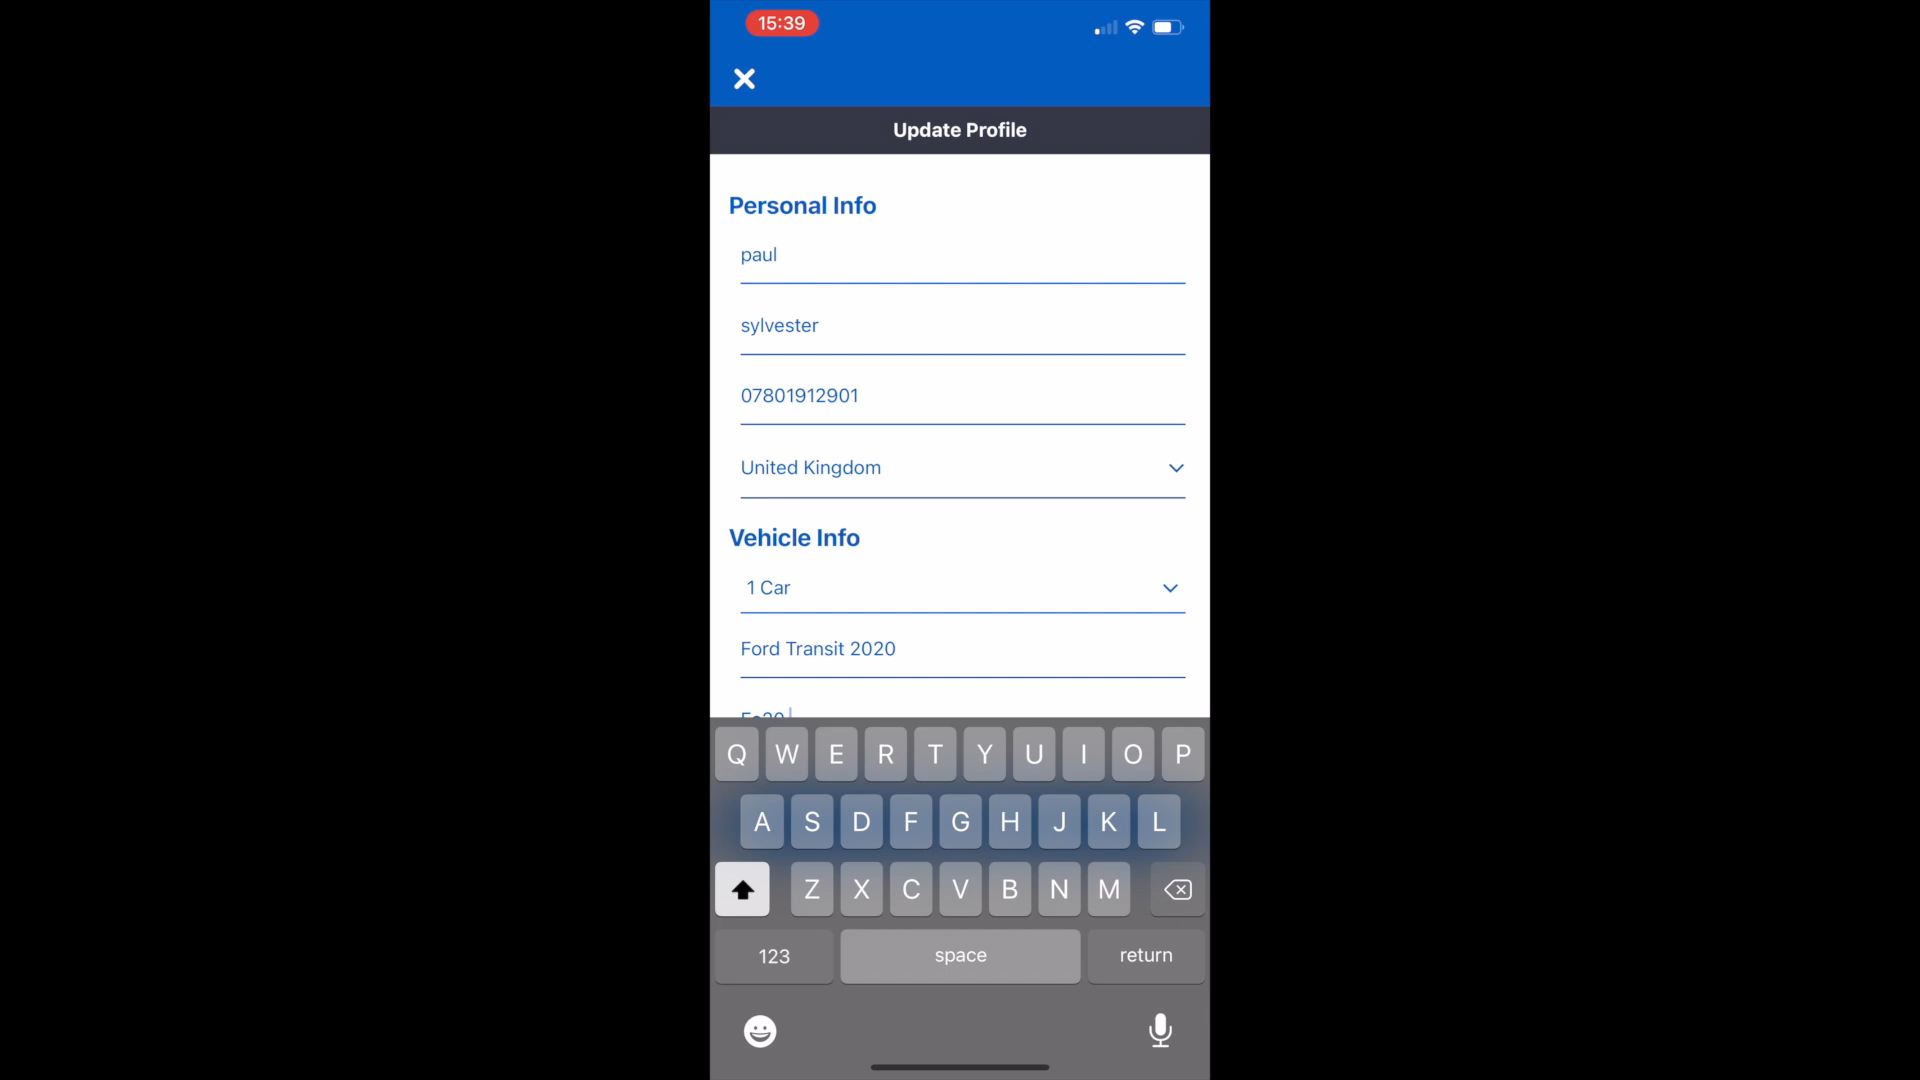 15:39
Update Profile
Personal Info
paul
sylvester
07801912901
United Kingdom
Vehicle Info
1 Car
Ford Transit 2020
Q W E R T Y U I O P
A S D F G H J K L
Z X C V B N M
123 space return